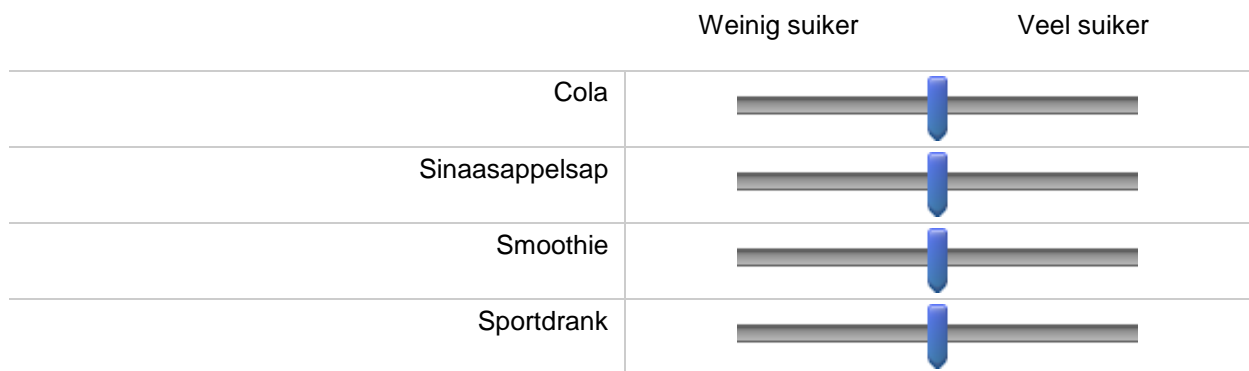 Weinig suiker Veel suiker
Cola
Sinaasappelsap
Smoothie
Sportdrank